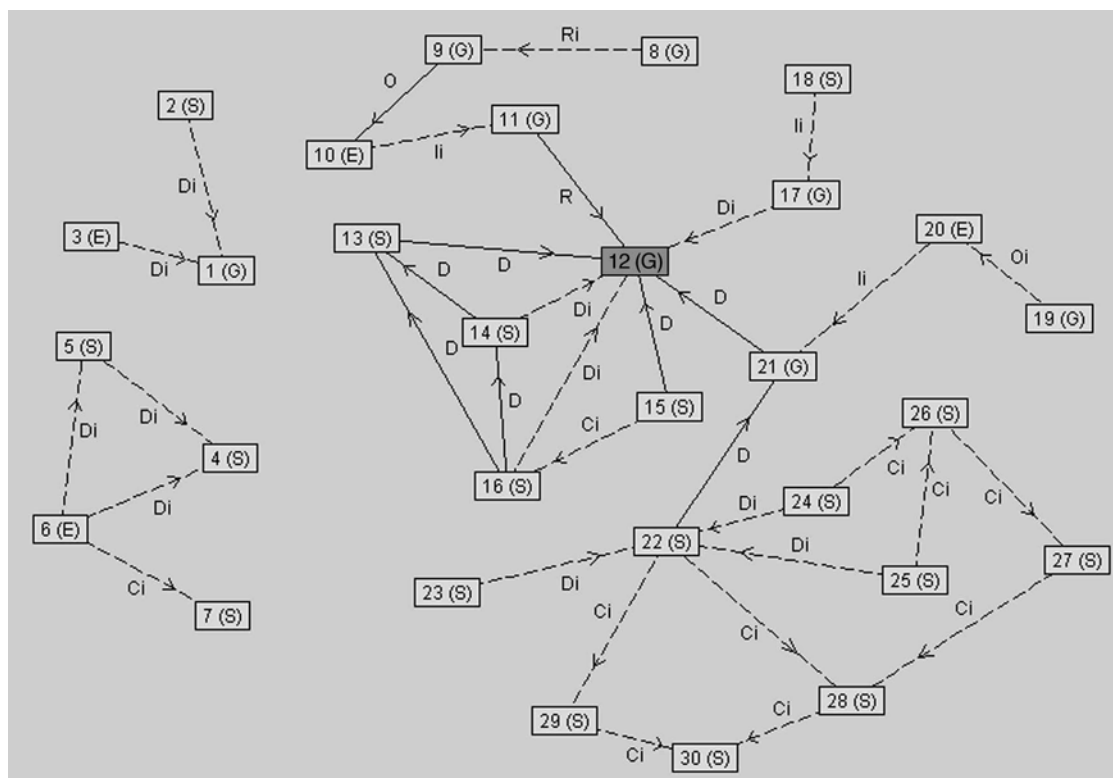 Ri
9 (G)
8 (G)
18 (S)
O
2 (S)
11 (G)
Ii
10 (E)
Ii
Di
R
17 (G)
Di
3 (E)
13 (S)
20 (E)
Di
1 (G)
D
D
12 (G)
Oi
Ii
Di
D
19 (G)
14 (S)
D
5 (S)
D
21 (G)
Di
Di
Di
D
15 (S)
26 (S)
Ci
4 (S)
D
Ci
Di
16 (S)
Ci
Ci
24 (S)
Di
6 (E)
22 (S)
Di
27 (S)
25 (S)
Ci
23 (S)
Di
7 (S)
Ci
Ci
Ci
28 (S)
Ci
29 (S)
Ci
30 (S)